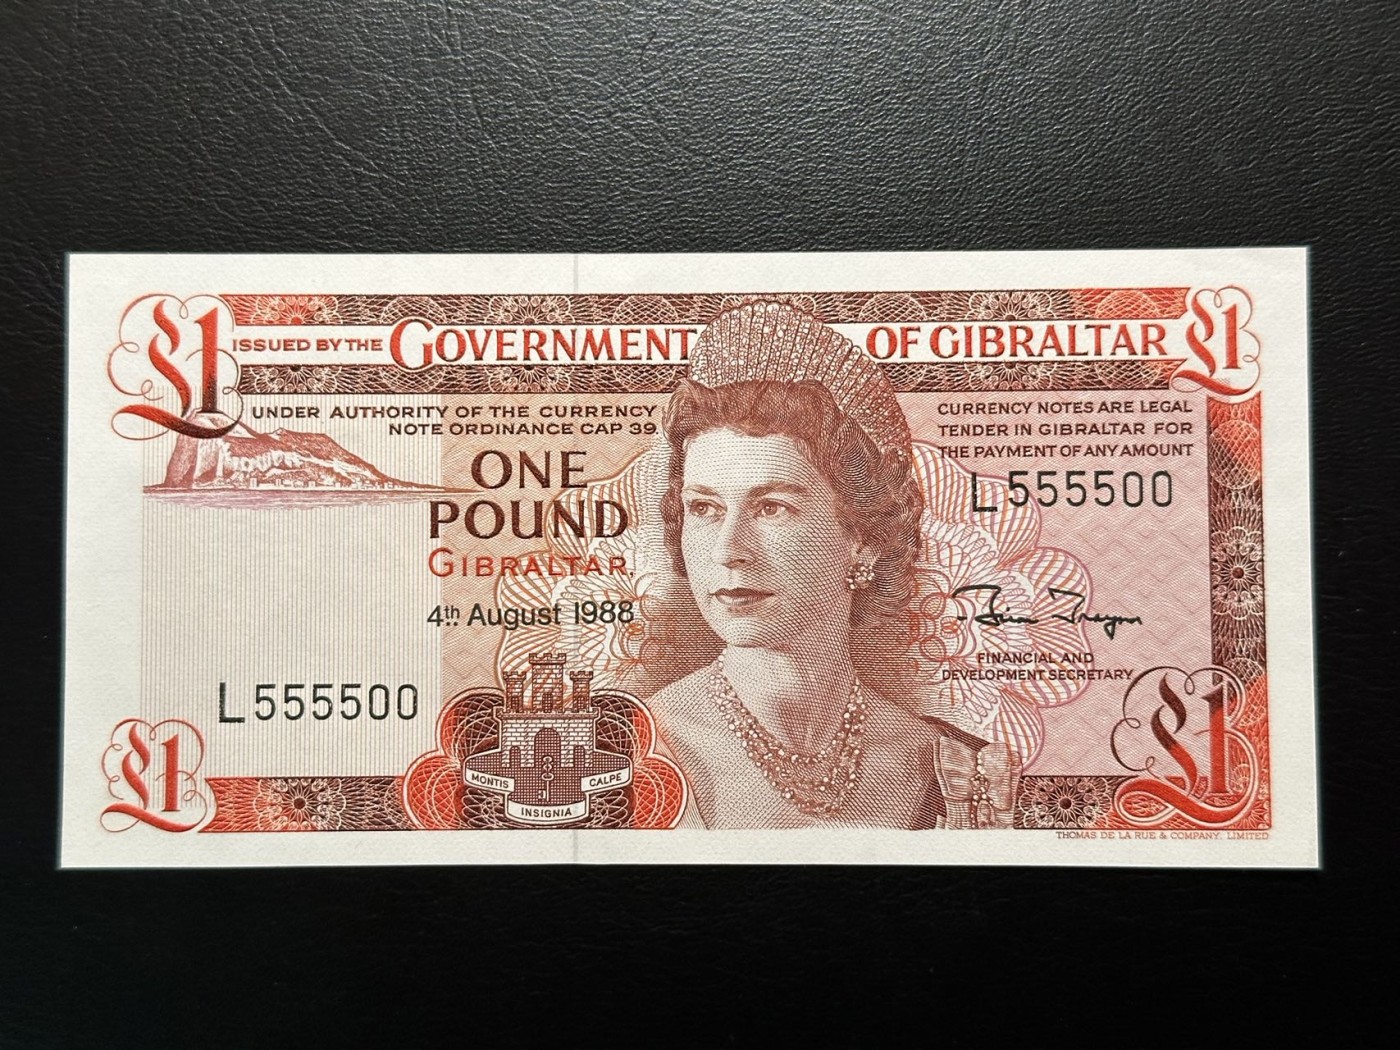 £1 ISSUED BY THE GOVERNMENT OF GIBRALTAR £1
UNDER AUTHORITY OF THE CURRENCY
NOTE ORDINANCE CAP 39.
CURRENCY NOTES ARE LEGAL
TENDER IN GIBRALTAR FOR
THE PAYMENT OF ANY AMOUNT
ONE
POUND
GIBRALTAR,
4th August 1988
L555500
FINANCIAL AND
DEVELOPMENT SECRETARY
L555500
MONTIS CALPE
INSIGNIA
£1
£1
THOMAS DE LA RUE & COMPANY, LIMITED